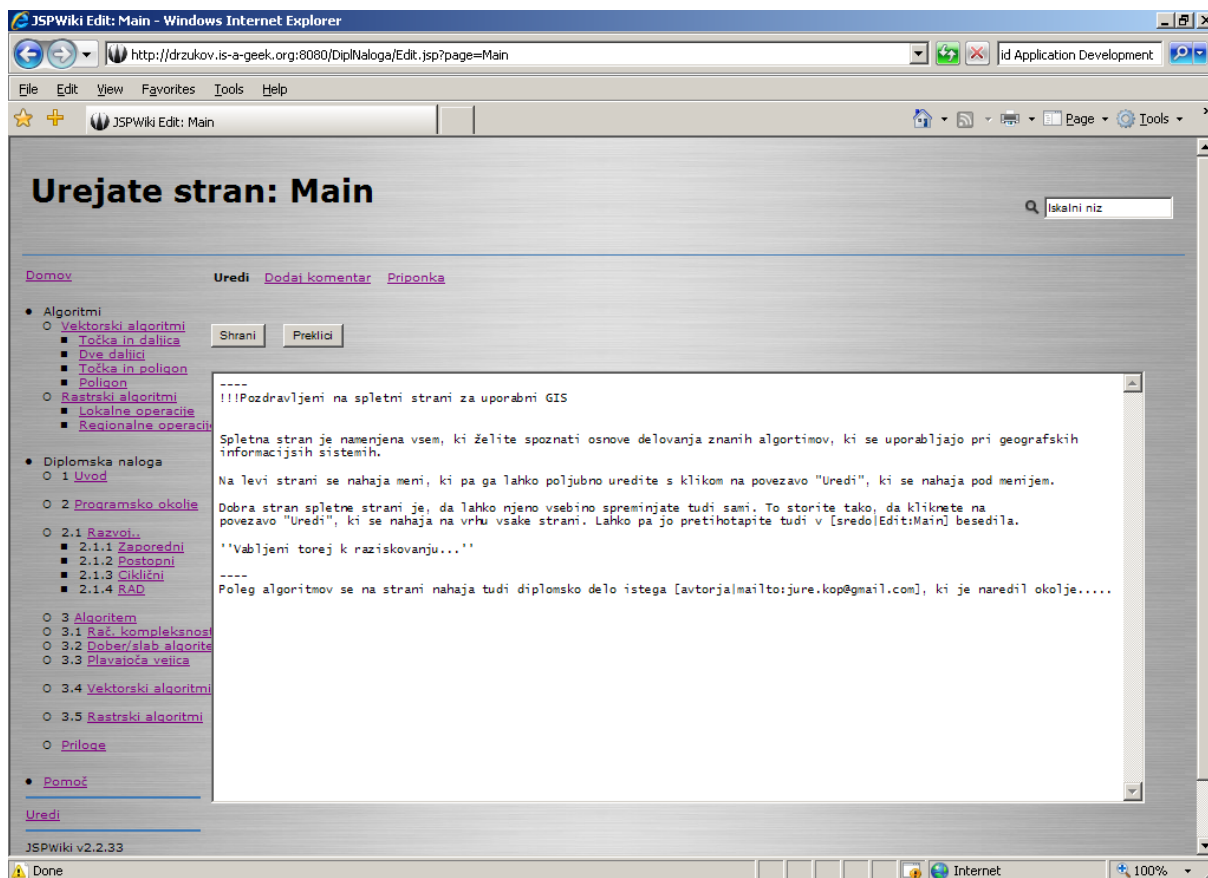 JSPWiki Edit: Main - Windows Internet Explorer
http://drzukov.is-a-geek.org:8080/DiplNaloga/Edit.jsp?page=Main
id Application Development
File Edit View Favorites Tools Help
JSPWiki Edit: Main
Page
Tools
Urejate stran: Main
Iskalni niz
Domov
Uredi Dodaj komentar Priponka
Algoritmi
Vektorski algoritmi
Točka in daljica
Dve daljici
Točka in poligon
Poligon
Rastrski algoritmi
Lokalne operacije
Regionalne operacij
Diplomska naloga
1 Uvod
2 Programsko okolje
2.1 Razvoj..
2.1.1 Zaporedni
2.1.2 Postopni
2.1.3 Ciklični
2.1.4 RAD
3 Algoritem
3.1 Rač. kompleksnost
3.2 Dober/slab algorite
3.3 Plavajoča vejica
3.4 Vektorski algoritmi
3.5 Rastrski algoritmi
Priloge
Pomoč
Uredi
JSPWiki v2.2.33
Shrani Preklici
----
!!!Pozdravljeni na spletni strani za uporabni GIS
Spletna stran je namenjena vsem, ki želite spoznati osnove delovanja znanih algortimov, ki se uporabljajo pri geografskih
informacijsih sistemih.
Na levi strani se nahaja meni, ki pa ga lahko poljubno uredite s klikom na povezavo "Uredi", ki se nahaja pod menijem.
Dobra stran spletne strani je, da lahko njeno vsebino spreminjate tudi sami. To storite tako, da kliknete na
povezavo "Uredi", ki se nahaja na vrhu vsake strani. Lahko pa jo pretihotapite tudi v [sredo|Edit:Main] besedila.
''Vabljeni torej k raziskovanju...''
----
Poleg algoritmov se na strani nahaja tudi diplomsko delo istega [avtorja|mailto:jure.kop@gmail.com], ki je naredil okolje.....
Done
Internet
100%